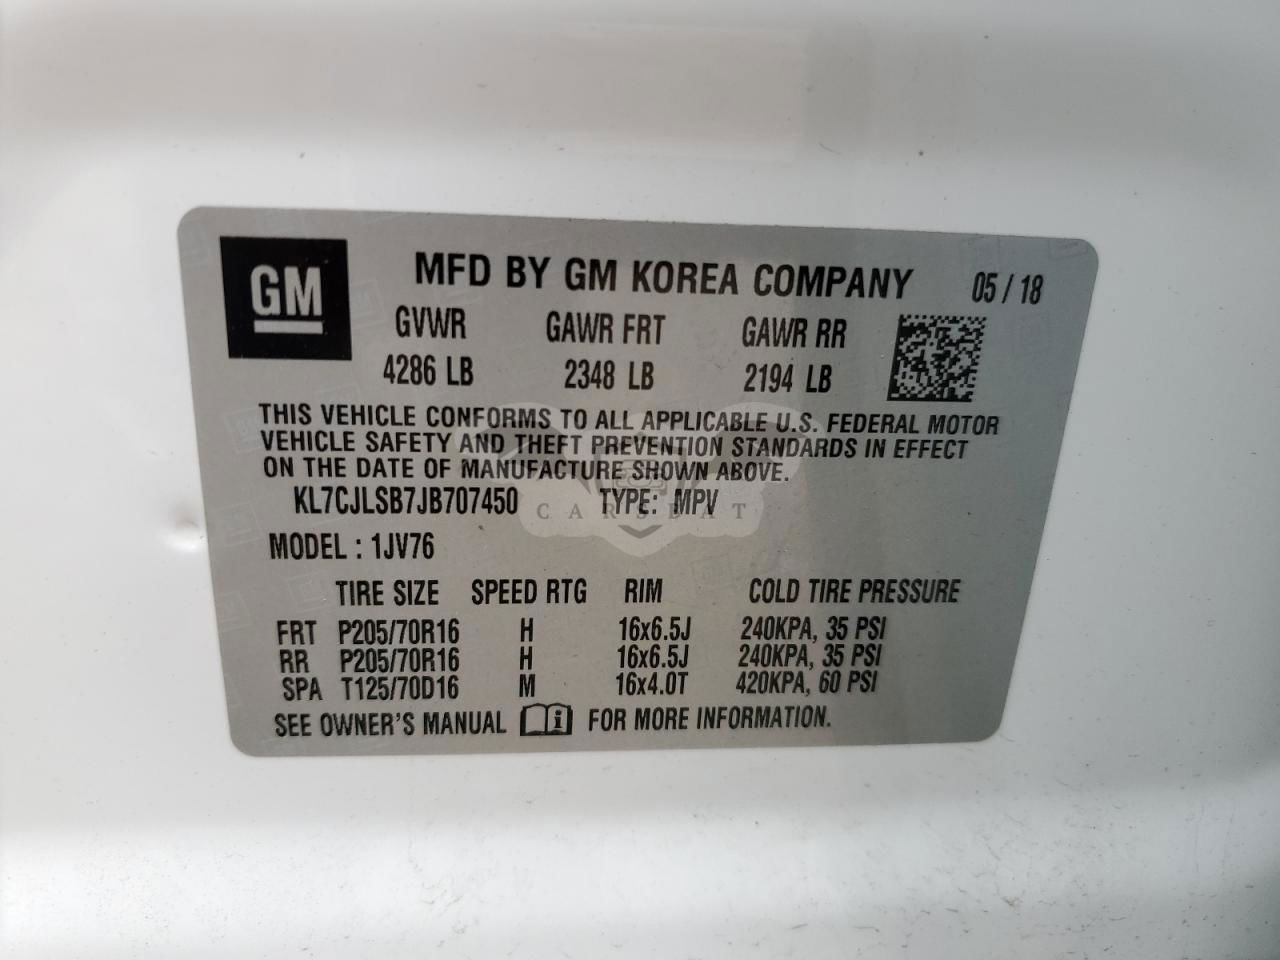 GM
MFD BY GM KOREA COMPANY 05 / 18
GVWR GAWR FRT GAWR RR
4286 LB 2348 LB 2194 LB
THIS VEHICLE CONFORMS TO ALL APPLICABLE U.S. FEDERAL MOTOR
VEHICLE SAFETY AND THEFT PREVENTION STANDARDS IN EFFECT
ON THE DATE OF MANUFACTURE SHOWN ABOVE.
KL7CJLSB7JB707450 TYPE: MPV
CARSBAT
MODEL : 1JV76
TIRE SIZE SPEED RTG RIM COLD TIRE PRESSURE
FRT P205/70R16 H 16x6.5J 240KPA, 35 PSI
RR P205/70R16 H 16x6.5J 240KPA, 35 PSI
SPA T125/70D16 M 16x4.0T 420KPA, 60 PSI
SEE OWNER'S MANUAL i FOR MORE INFORMATION.